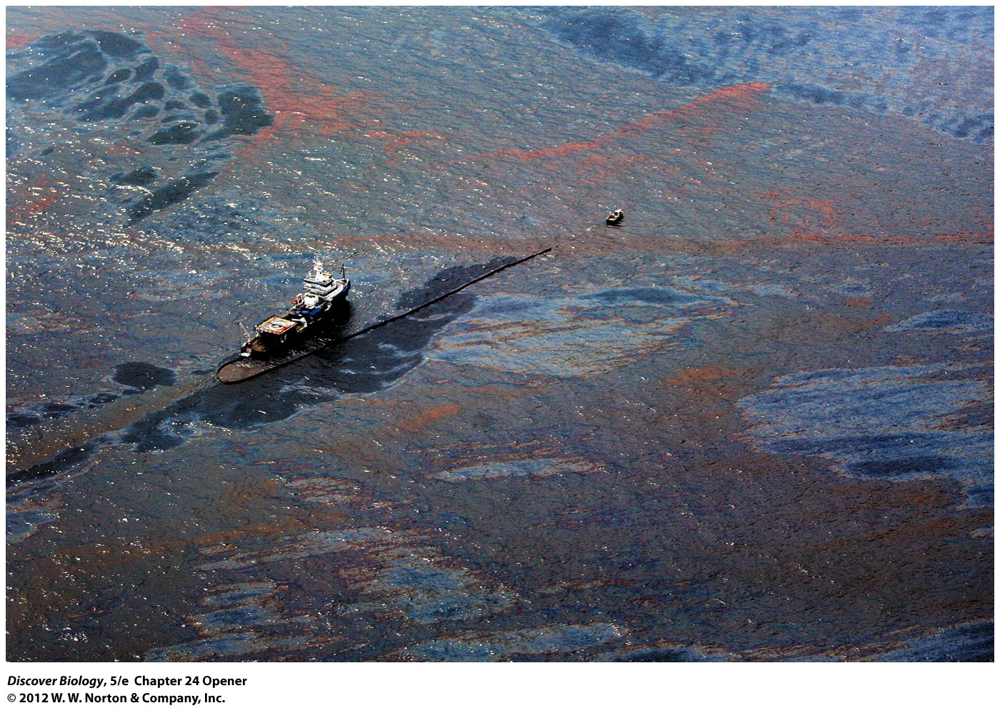 Discover Biology, 5/e Chapter 24 Opener
© 2012 W. W. Norton & Company, Inc.